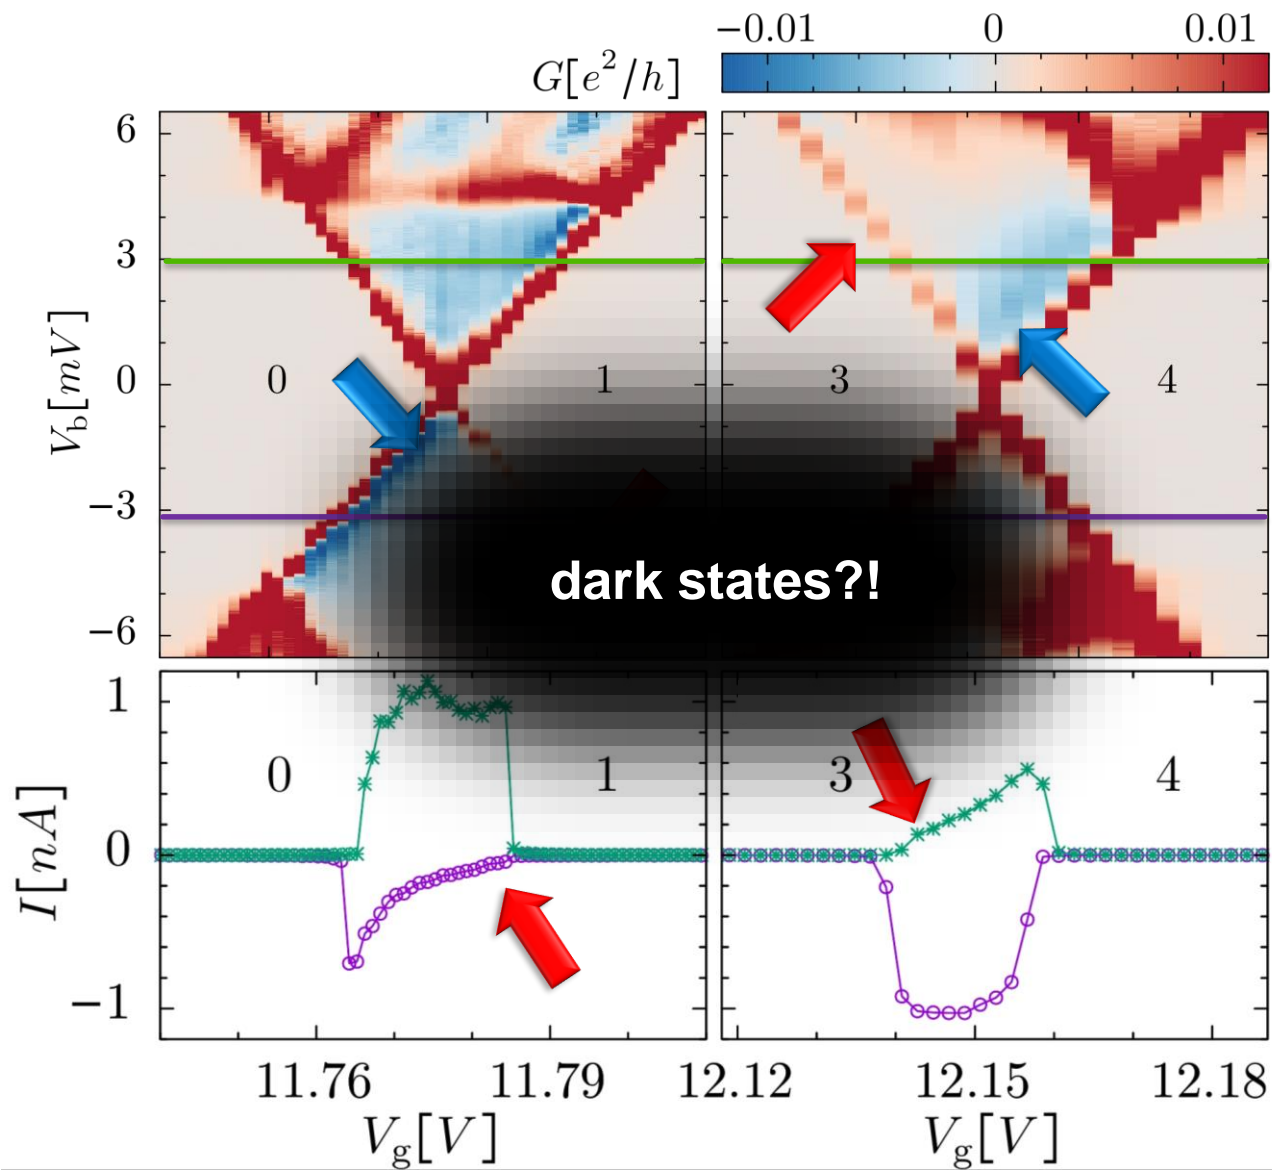 −0.01 0 0.01
G[e²/h]
6
3
0
−3
−6
V_b[mV]
0 1
3 4
dark states?!
1
0
−1
I[nA]
0 1
3 4
11.76 11.79 12.12 12.15 12.18
V_g[V] V_g[V]